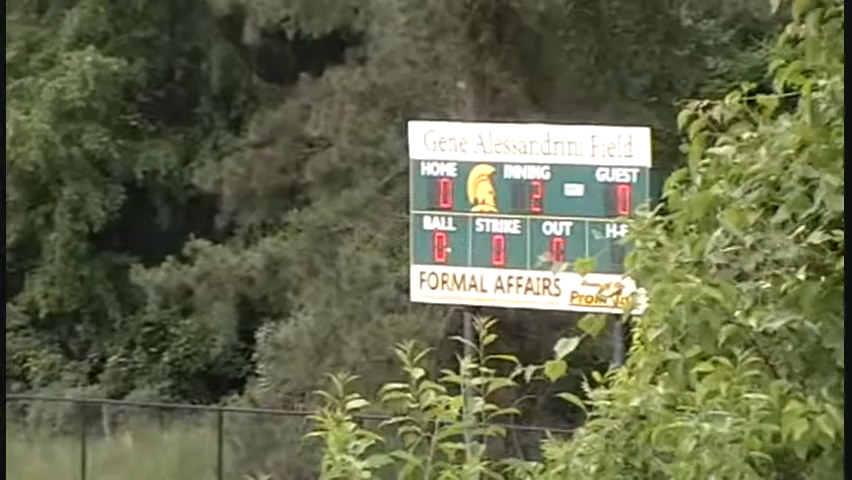 Gene Alessandrini Field
HOME INNING GUEST
0 2 0
BALL STRIKE OUT H-E
0 0 0
FORMAL AFFAIRS